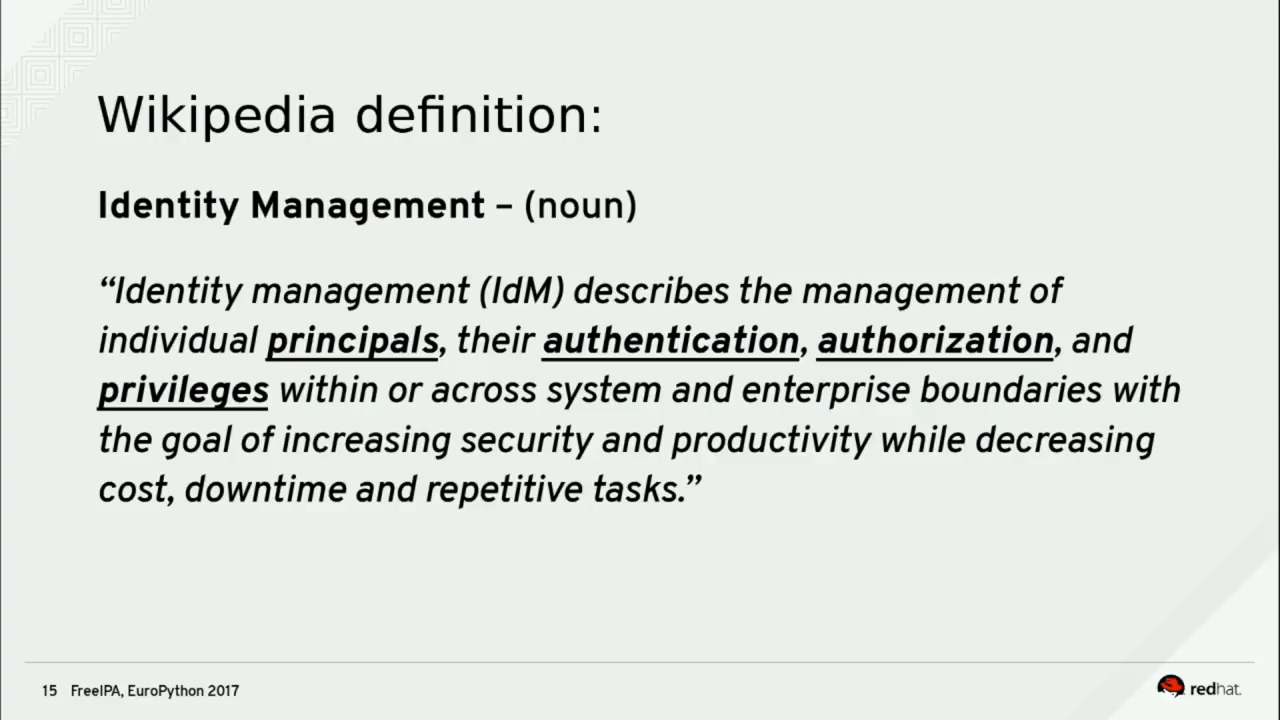 Wikipedia definition:
Identity Management – (noun)
“Identity management (IdM) describes the management of
individual principals, their authentication, authorization, and
privileges within or across system and enterprise boundaries with
the goal of increasing security and productivity while decreasing
cost, downtime and repetitive tasks.”
15 FreeIPA, EuroPython 2017
redhat.